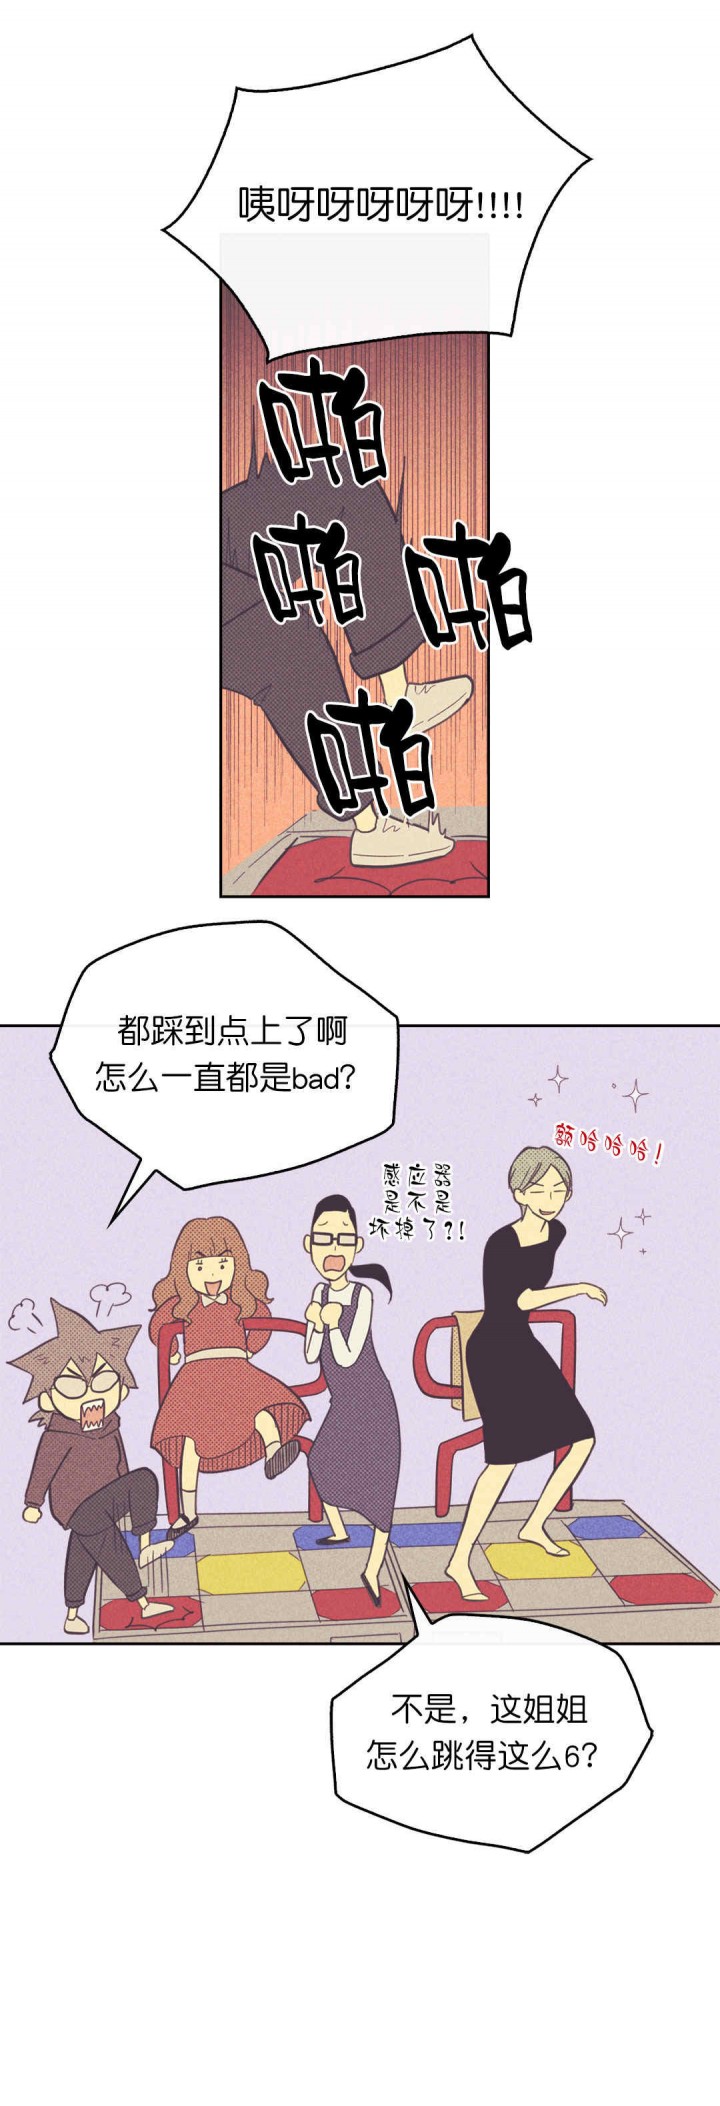 咦呀呀呀呀呀!!!!
啪
啪
啪
啪
都踩到点上了啊
怎么一直都是bad?
额哈哈哈!
感应器
是不是
坏掉了?!
不是，这姐姐
怎么跳得这么6?